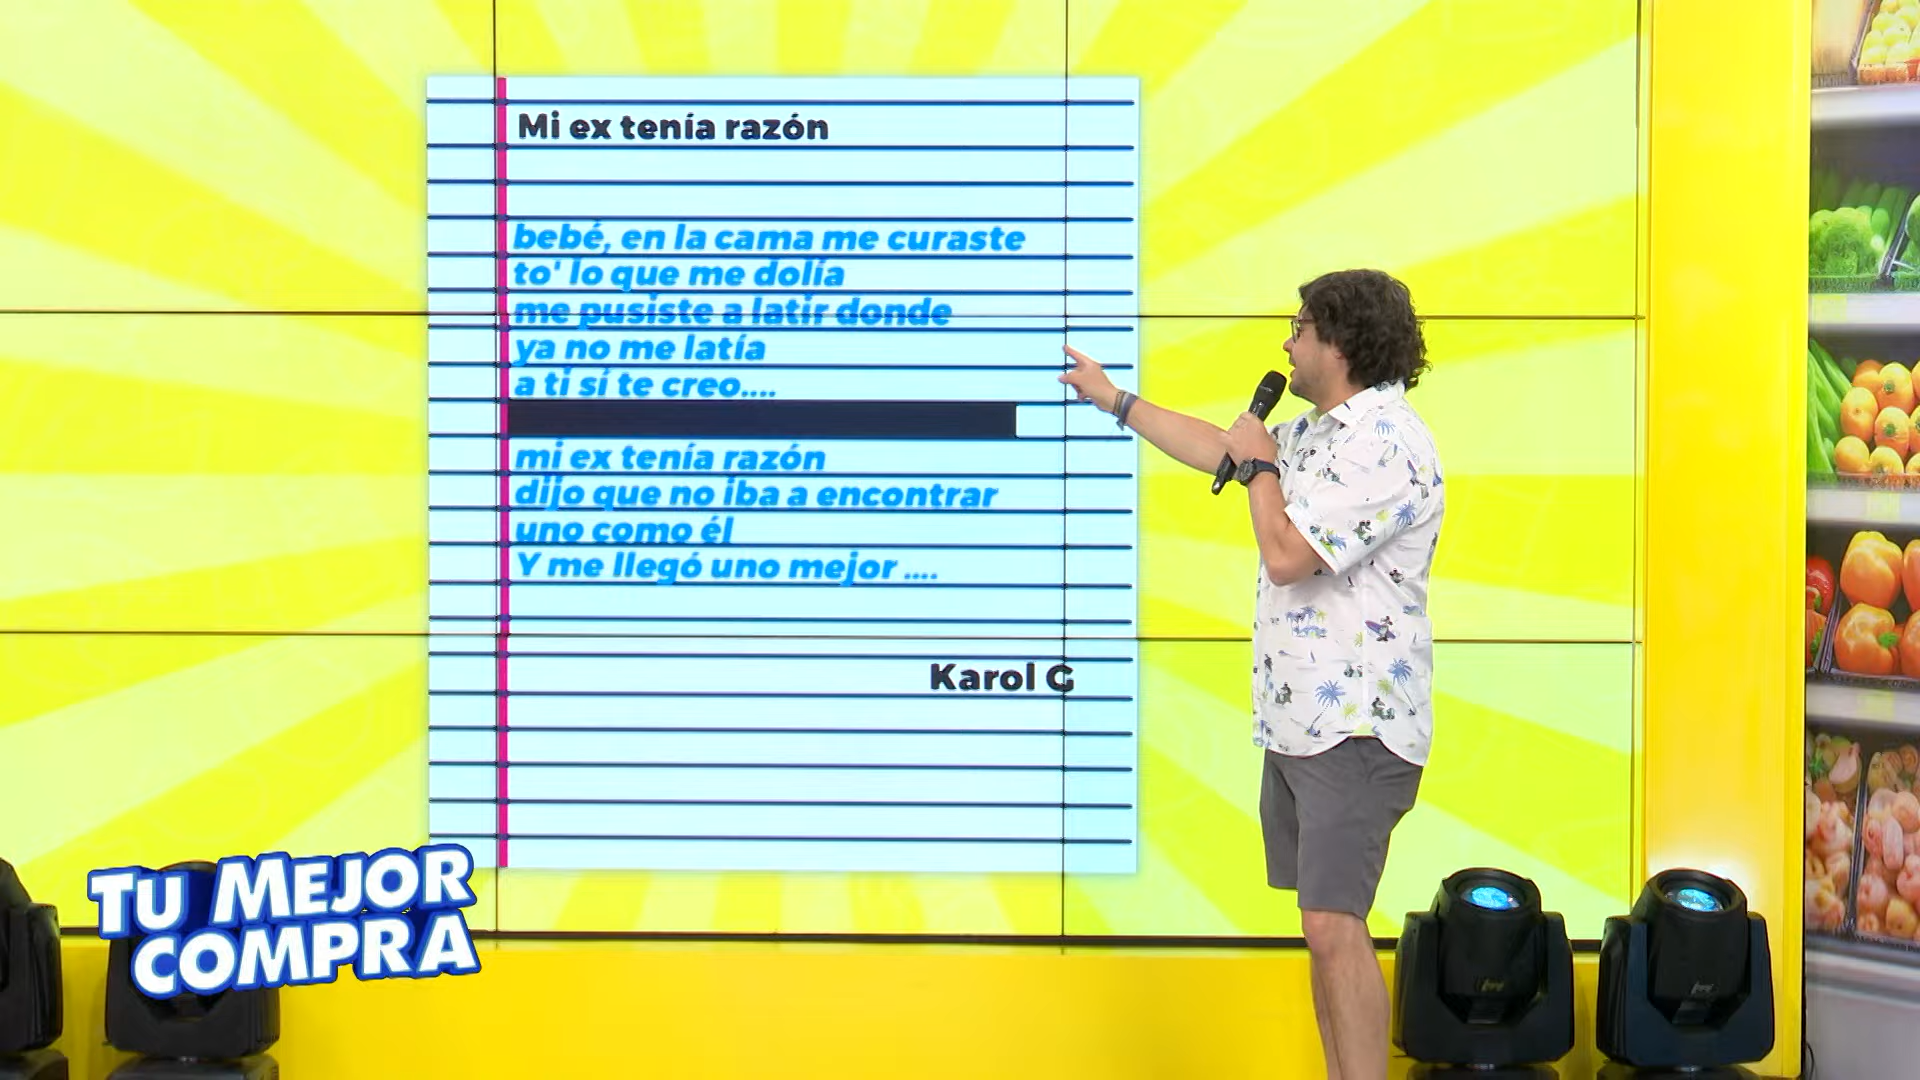 Mi ex tenía razón
bebé, en la cama me curaste
to' lo que me dolía
me pusiste a latir donde
ya no me latía
a ti sí te creo....
mi ex tenía razón
dijo que no iba a encontrar
uno como él
Y me llegó uno mejor ....
Karol G
TU MEJOR
COMPRA